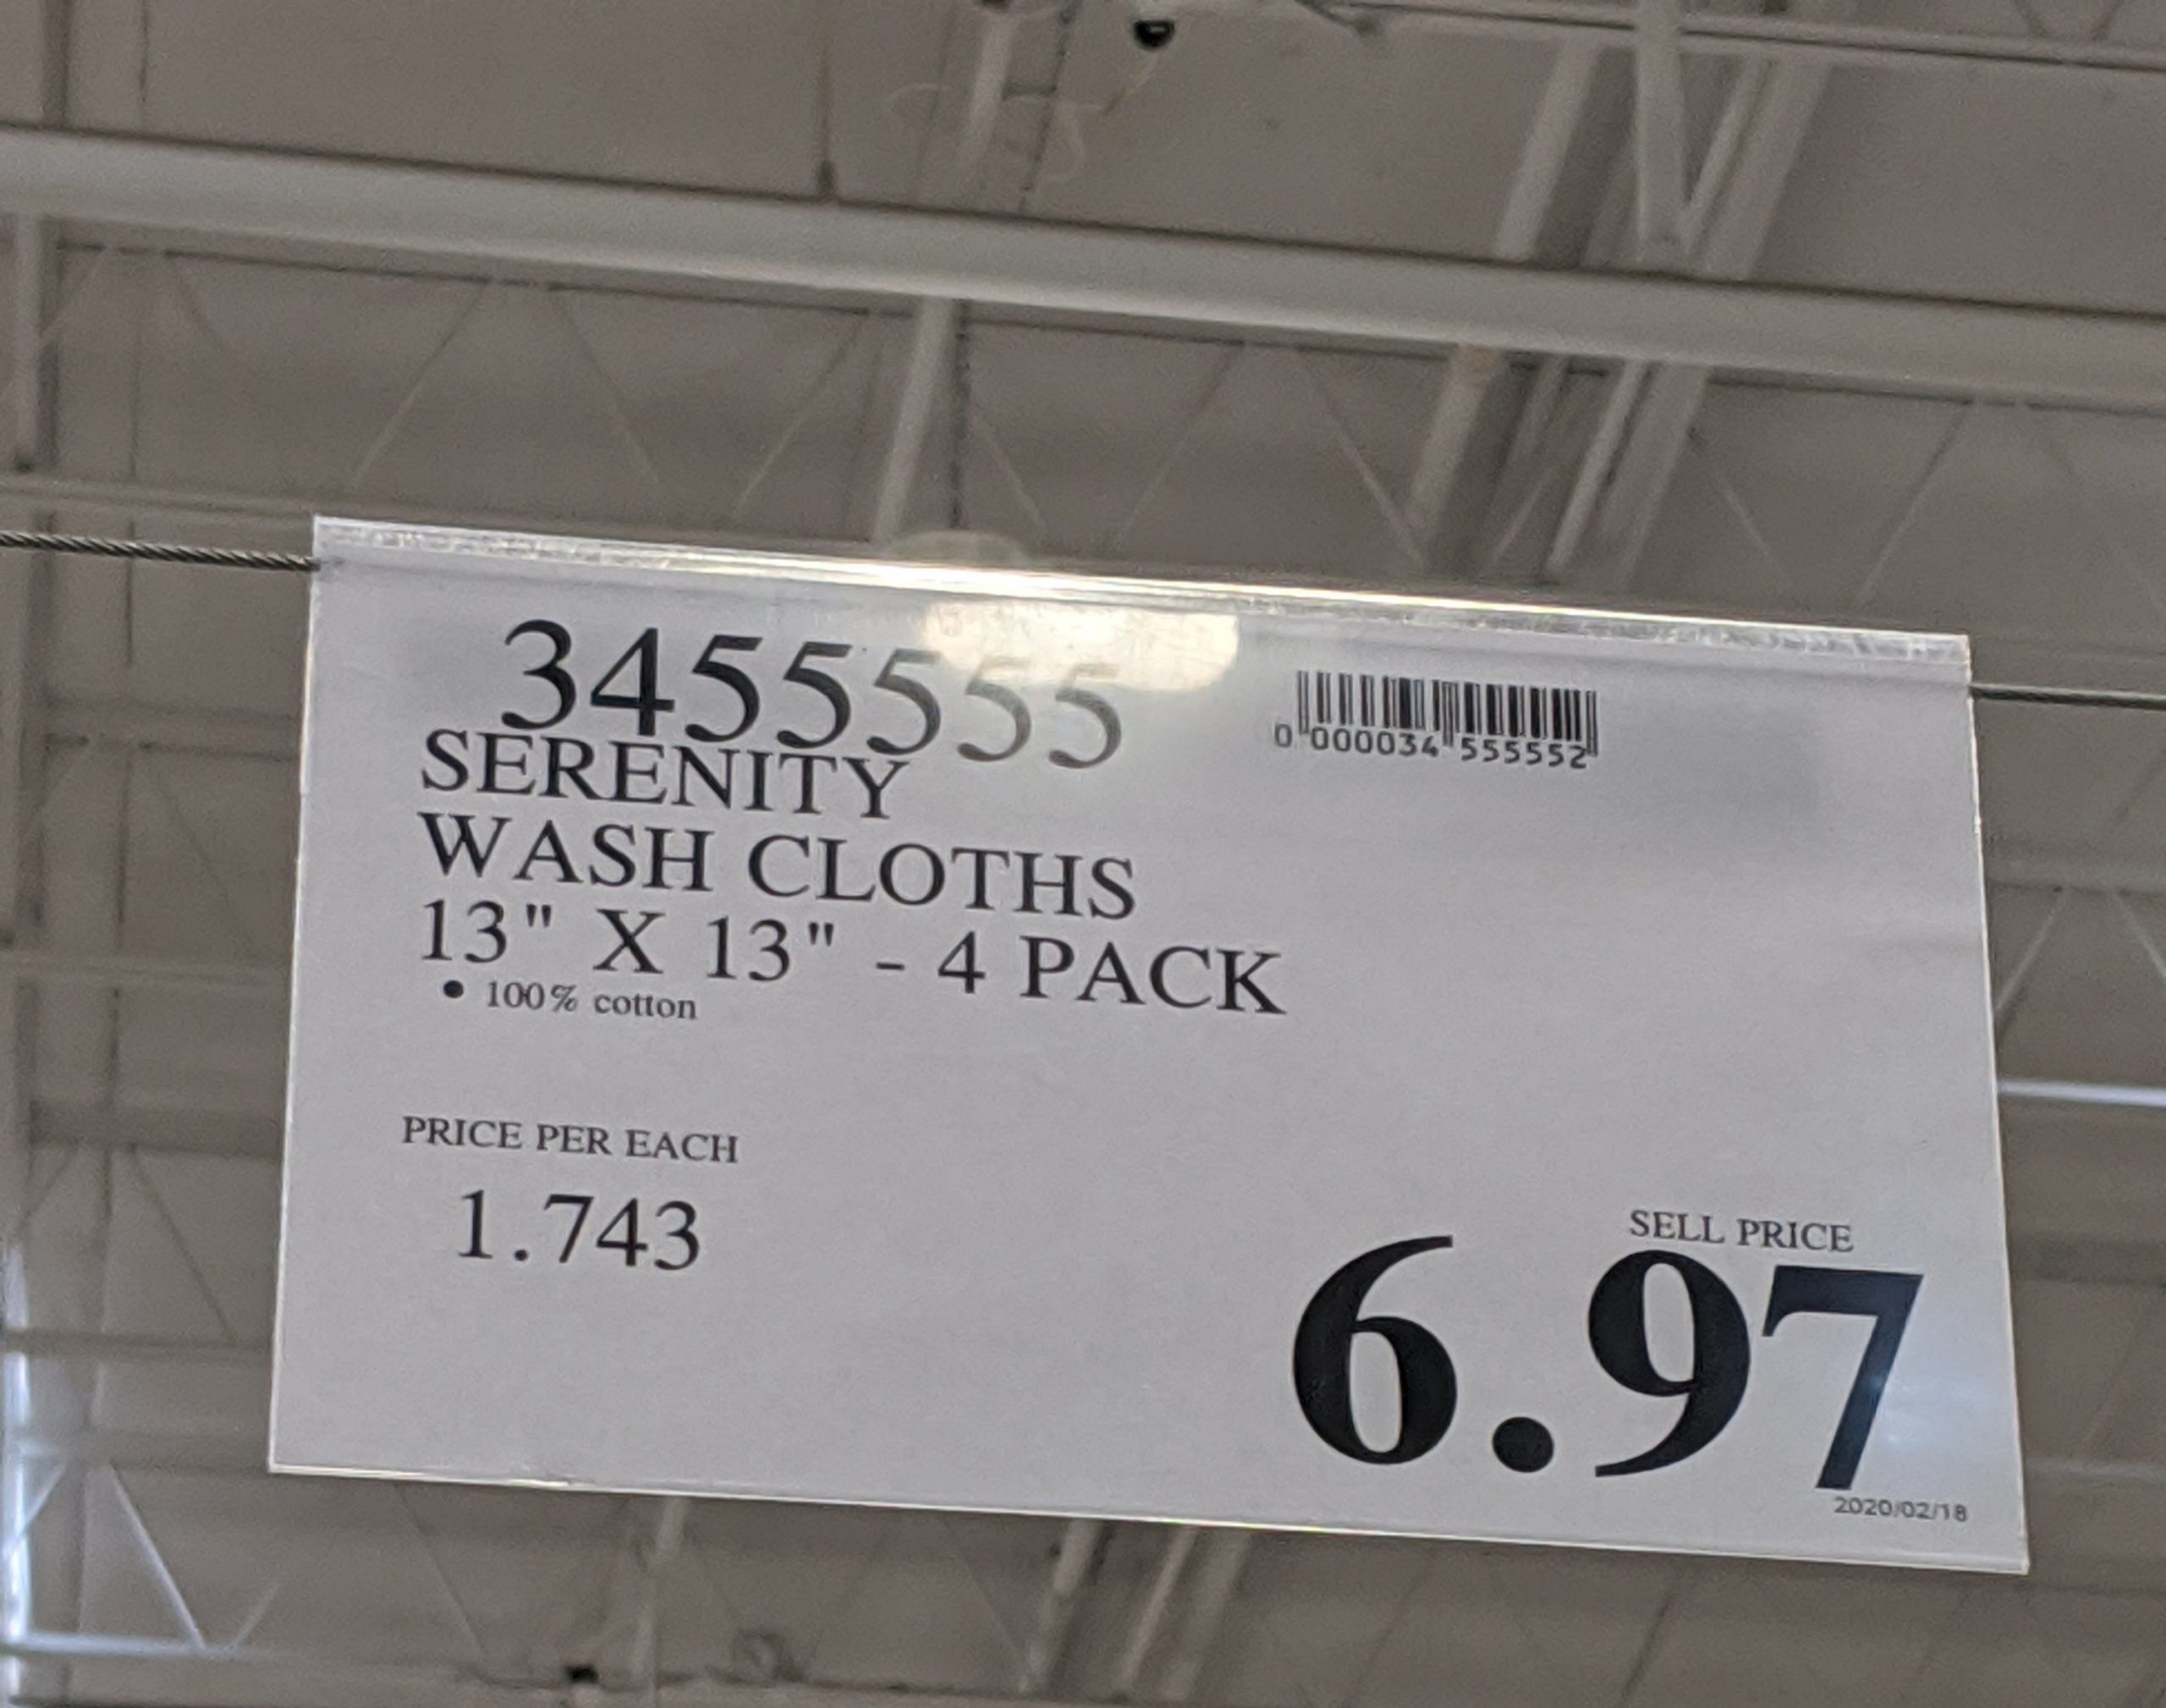 3455555
0 000034 555552
SERENITY
WASH CLOTHS
13" X 13" - 4 PACK
• 100% cotton
PRICE PER EACH
1.743
SELL PRICE
6.97
2020/02/18